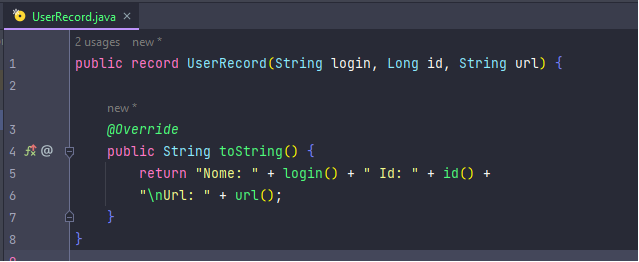 UserRecord.java ×
2 usages new *
1 public record UserRecord(String login, Long id, String url) {
2
new *
3 @Override
4 public String toString() {
5 return "Nome: " + login() + " Id: " + id() +
6 "\nUrl: " + url();
7 }
8 }
9